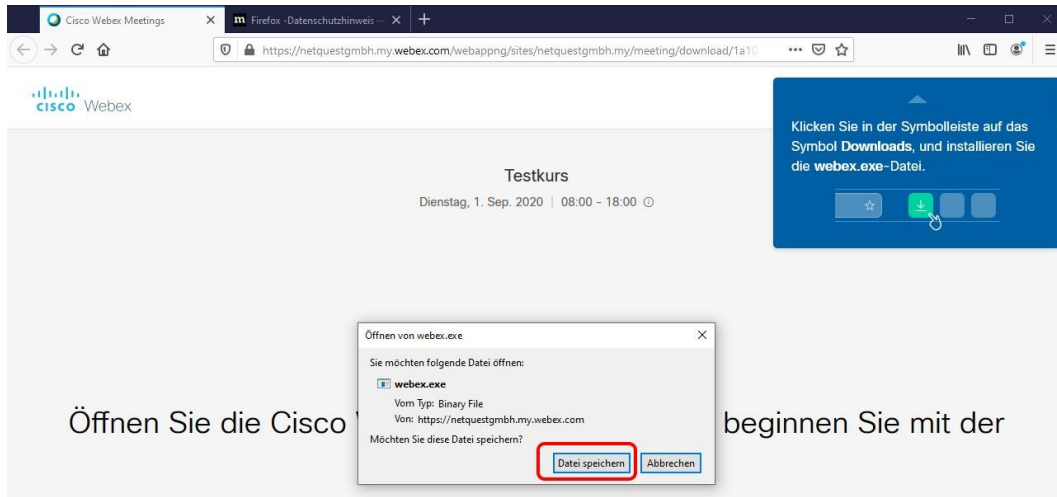 Cisco Webex Meetings
Firefox -Datenschutzhinweis —
https://netquestgmbh.my.webex.com/webappng/sites/netquestgmbh.my/meeting/download/1a10
CISCO Webex
Klicken Sie in der Symbolleiste auf das
Symbol Downloads, und installieren Sie
die webex.exe-Datei.
Testkurs
Dienstag, 1. Sep. 2020 | 08:00 - 18:00
Öffnen von webex.exe
Sie möchten folgende Datei öffnen:
webex.exe
Vom Typ: Binary File
Von: https://netquestgmbh.my.webex.com
Möchten Sie diese Datei speichern?
Datei speichern Abbrechen
Öffnen Sie die Cisco beginnen Sie mit der